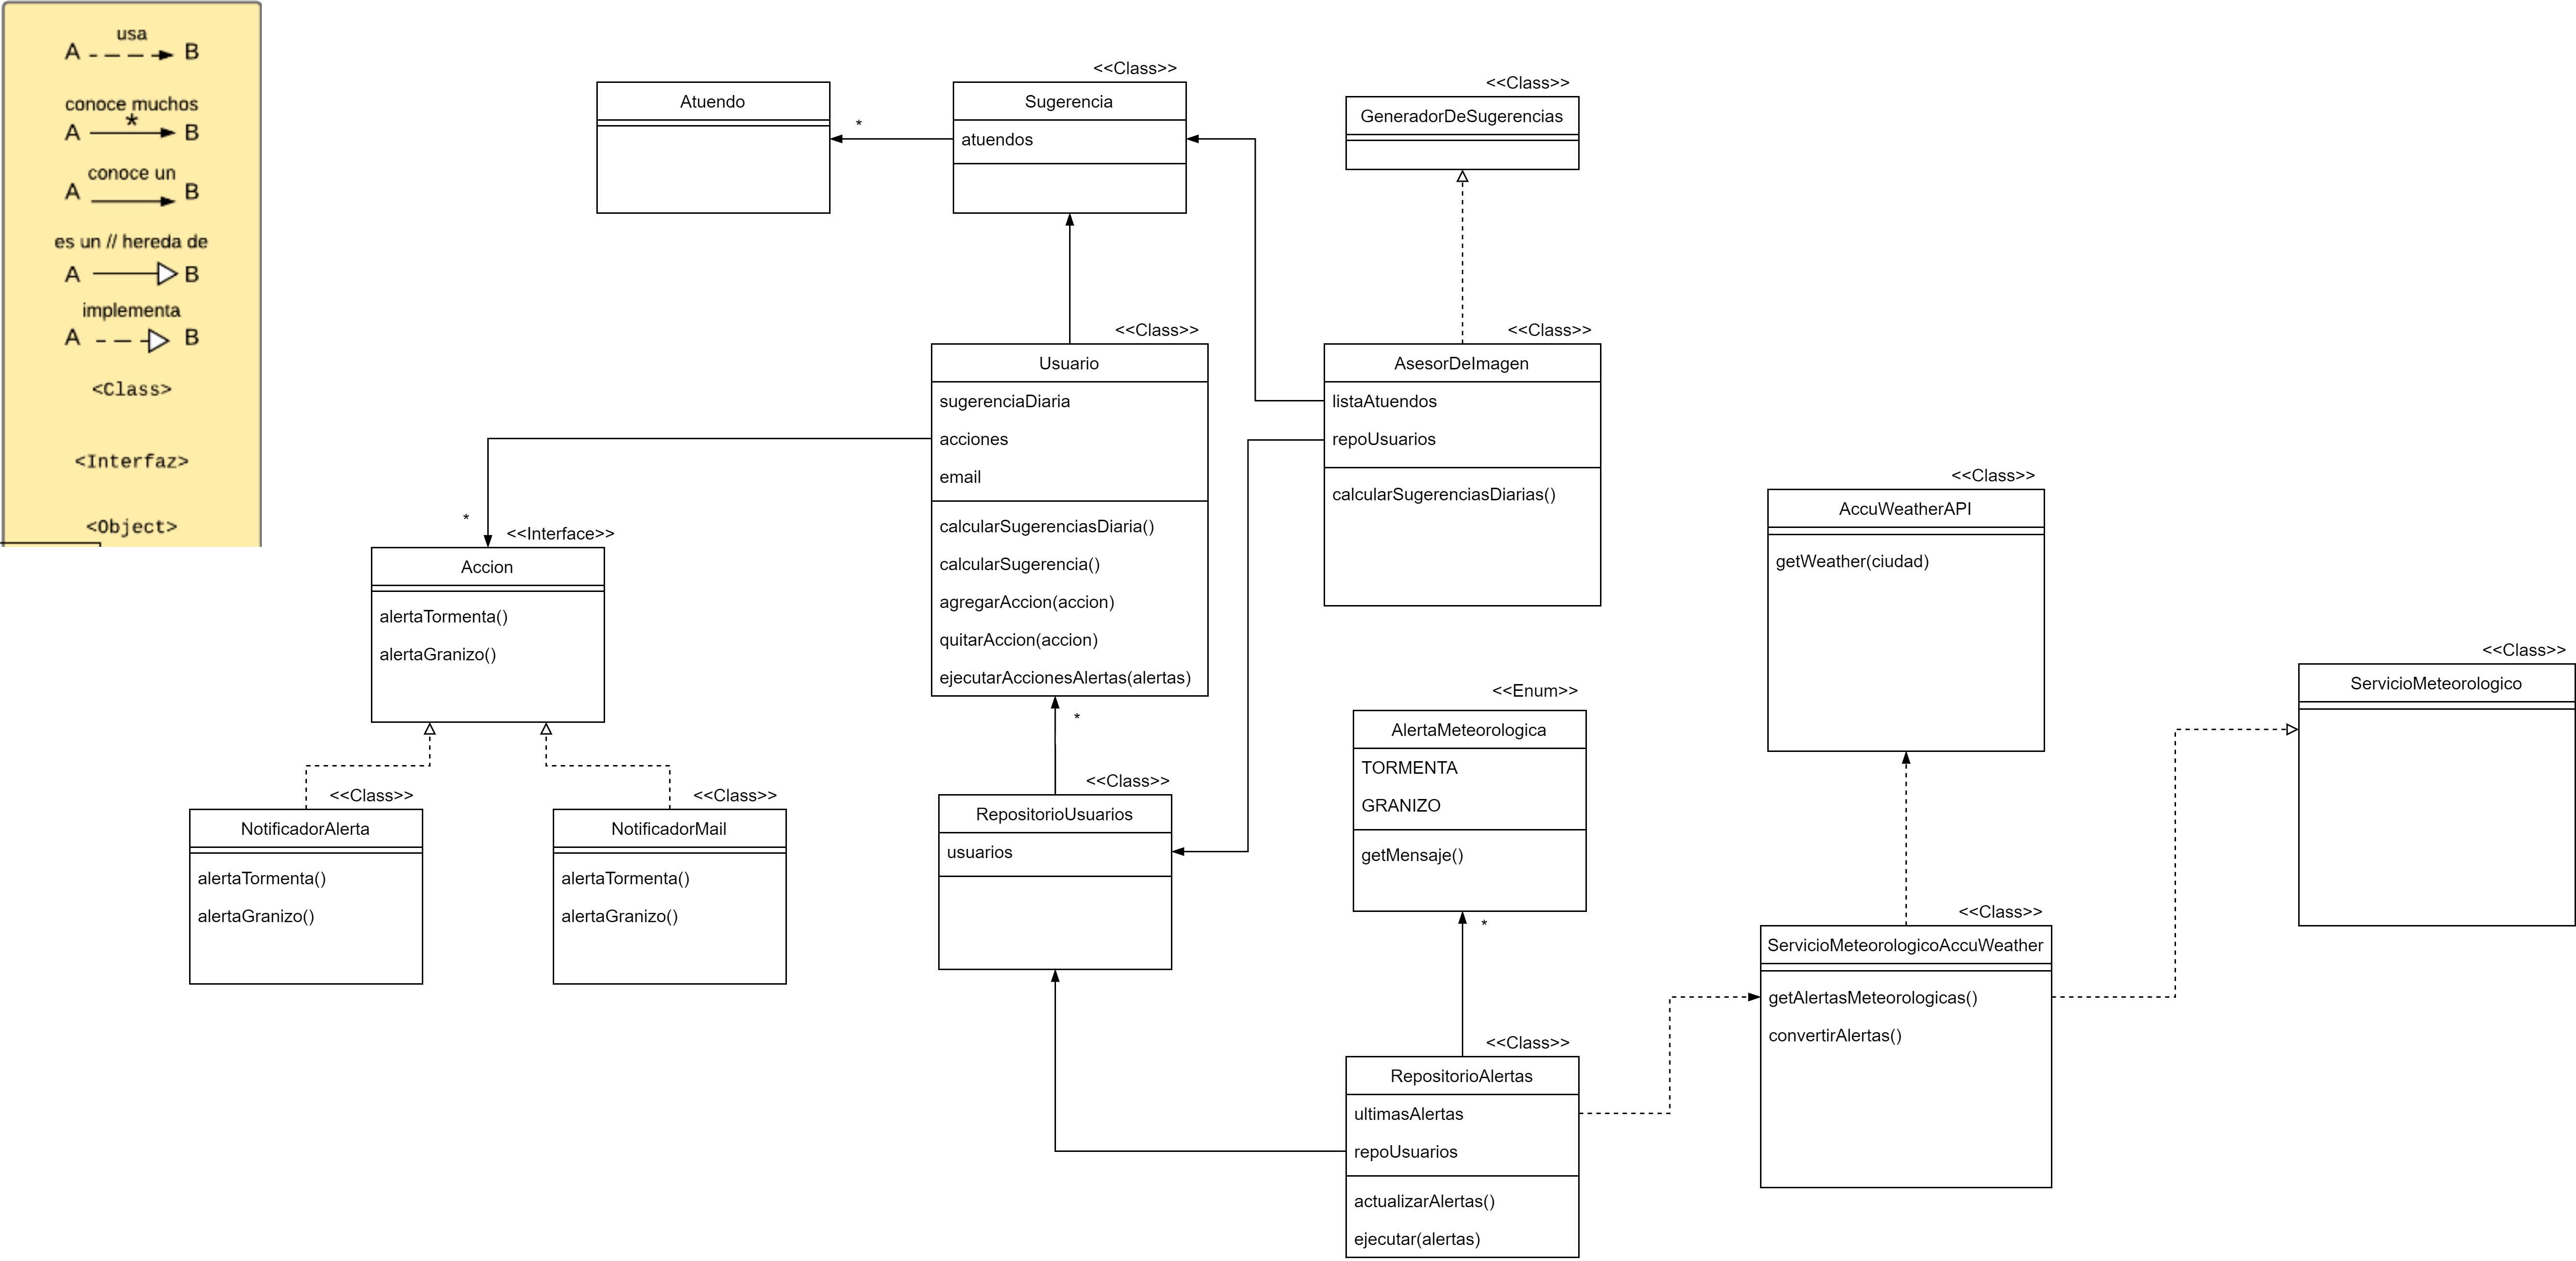 usa
A B
conoce muchos
*
A B
conoce un
A B
es un // hereda de
A B
implementa
A B
<Class>
<Interfaz>
<Object>
Atuendo
*
<<Class>>
Sugerencia
atuendos
<<Class>>
GeneradorDeSugerencias
<<Class>>
Usuario
sugerenciaDiaria
acciones
email
calcularSugerenciasDiaria()
calcularSugerencia()
agregarAccion(accion)
quitarAccion(accion)
ejecutarAccionesAlertas(alertas)
<<Class>>
AsesorDeImagen
listaAtuendos
repoUsuarios
calcularSugerenciasDiarias()
*
<<Interface>>
Accion
alertaTormenta()
alertaGranizo()
<<Class>>
NotificadorAlerta
alertaTormenta()
alertaGranizo()
<<Class>>
NotificadorMail
alertaTormenta()
alertaGranizo()
*
<<Class>>
RepositorioUsuarios
usuarios
<<Enum>>
AlertaMeteorologica
TORMENTA
GRANIZO
getMensaje()
*
<<Class>>
RepositorioAlertas
ultimasAlertas
repoUsuarios
actualizarAlertas()
ejecutar(alertas)
<<Class>>
AccuWeatherAPI
getWeather(ciudad)
<<Class>>
ServicioMeteorologicoAccuWeather
getAlertasMeteorologicas()
convertirAlertas()
<<Class>>
ServicioMeteorologico